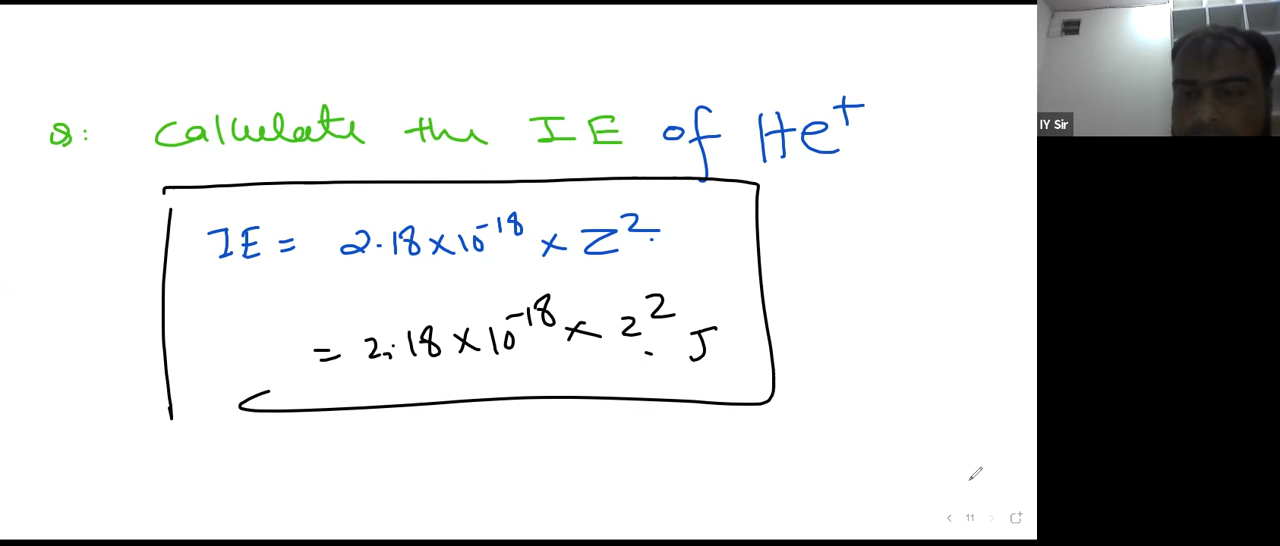 Q: Calculate the IE of He⁺
IY Sir
IE = 2.18×10⁻¹⁸ × Z²
= 2.18 × 10⁻¹⁸ × 2² J
11